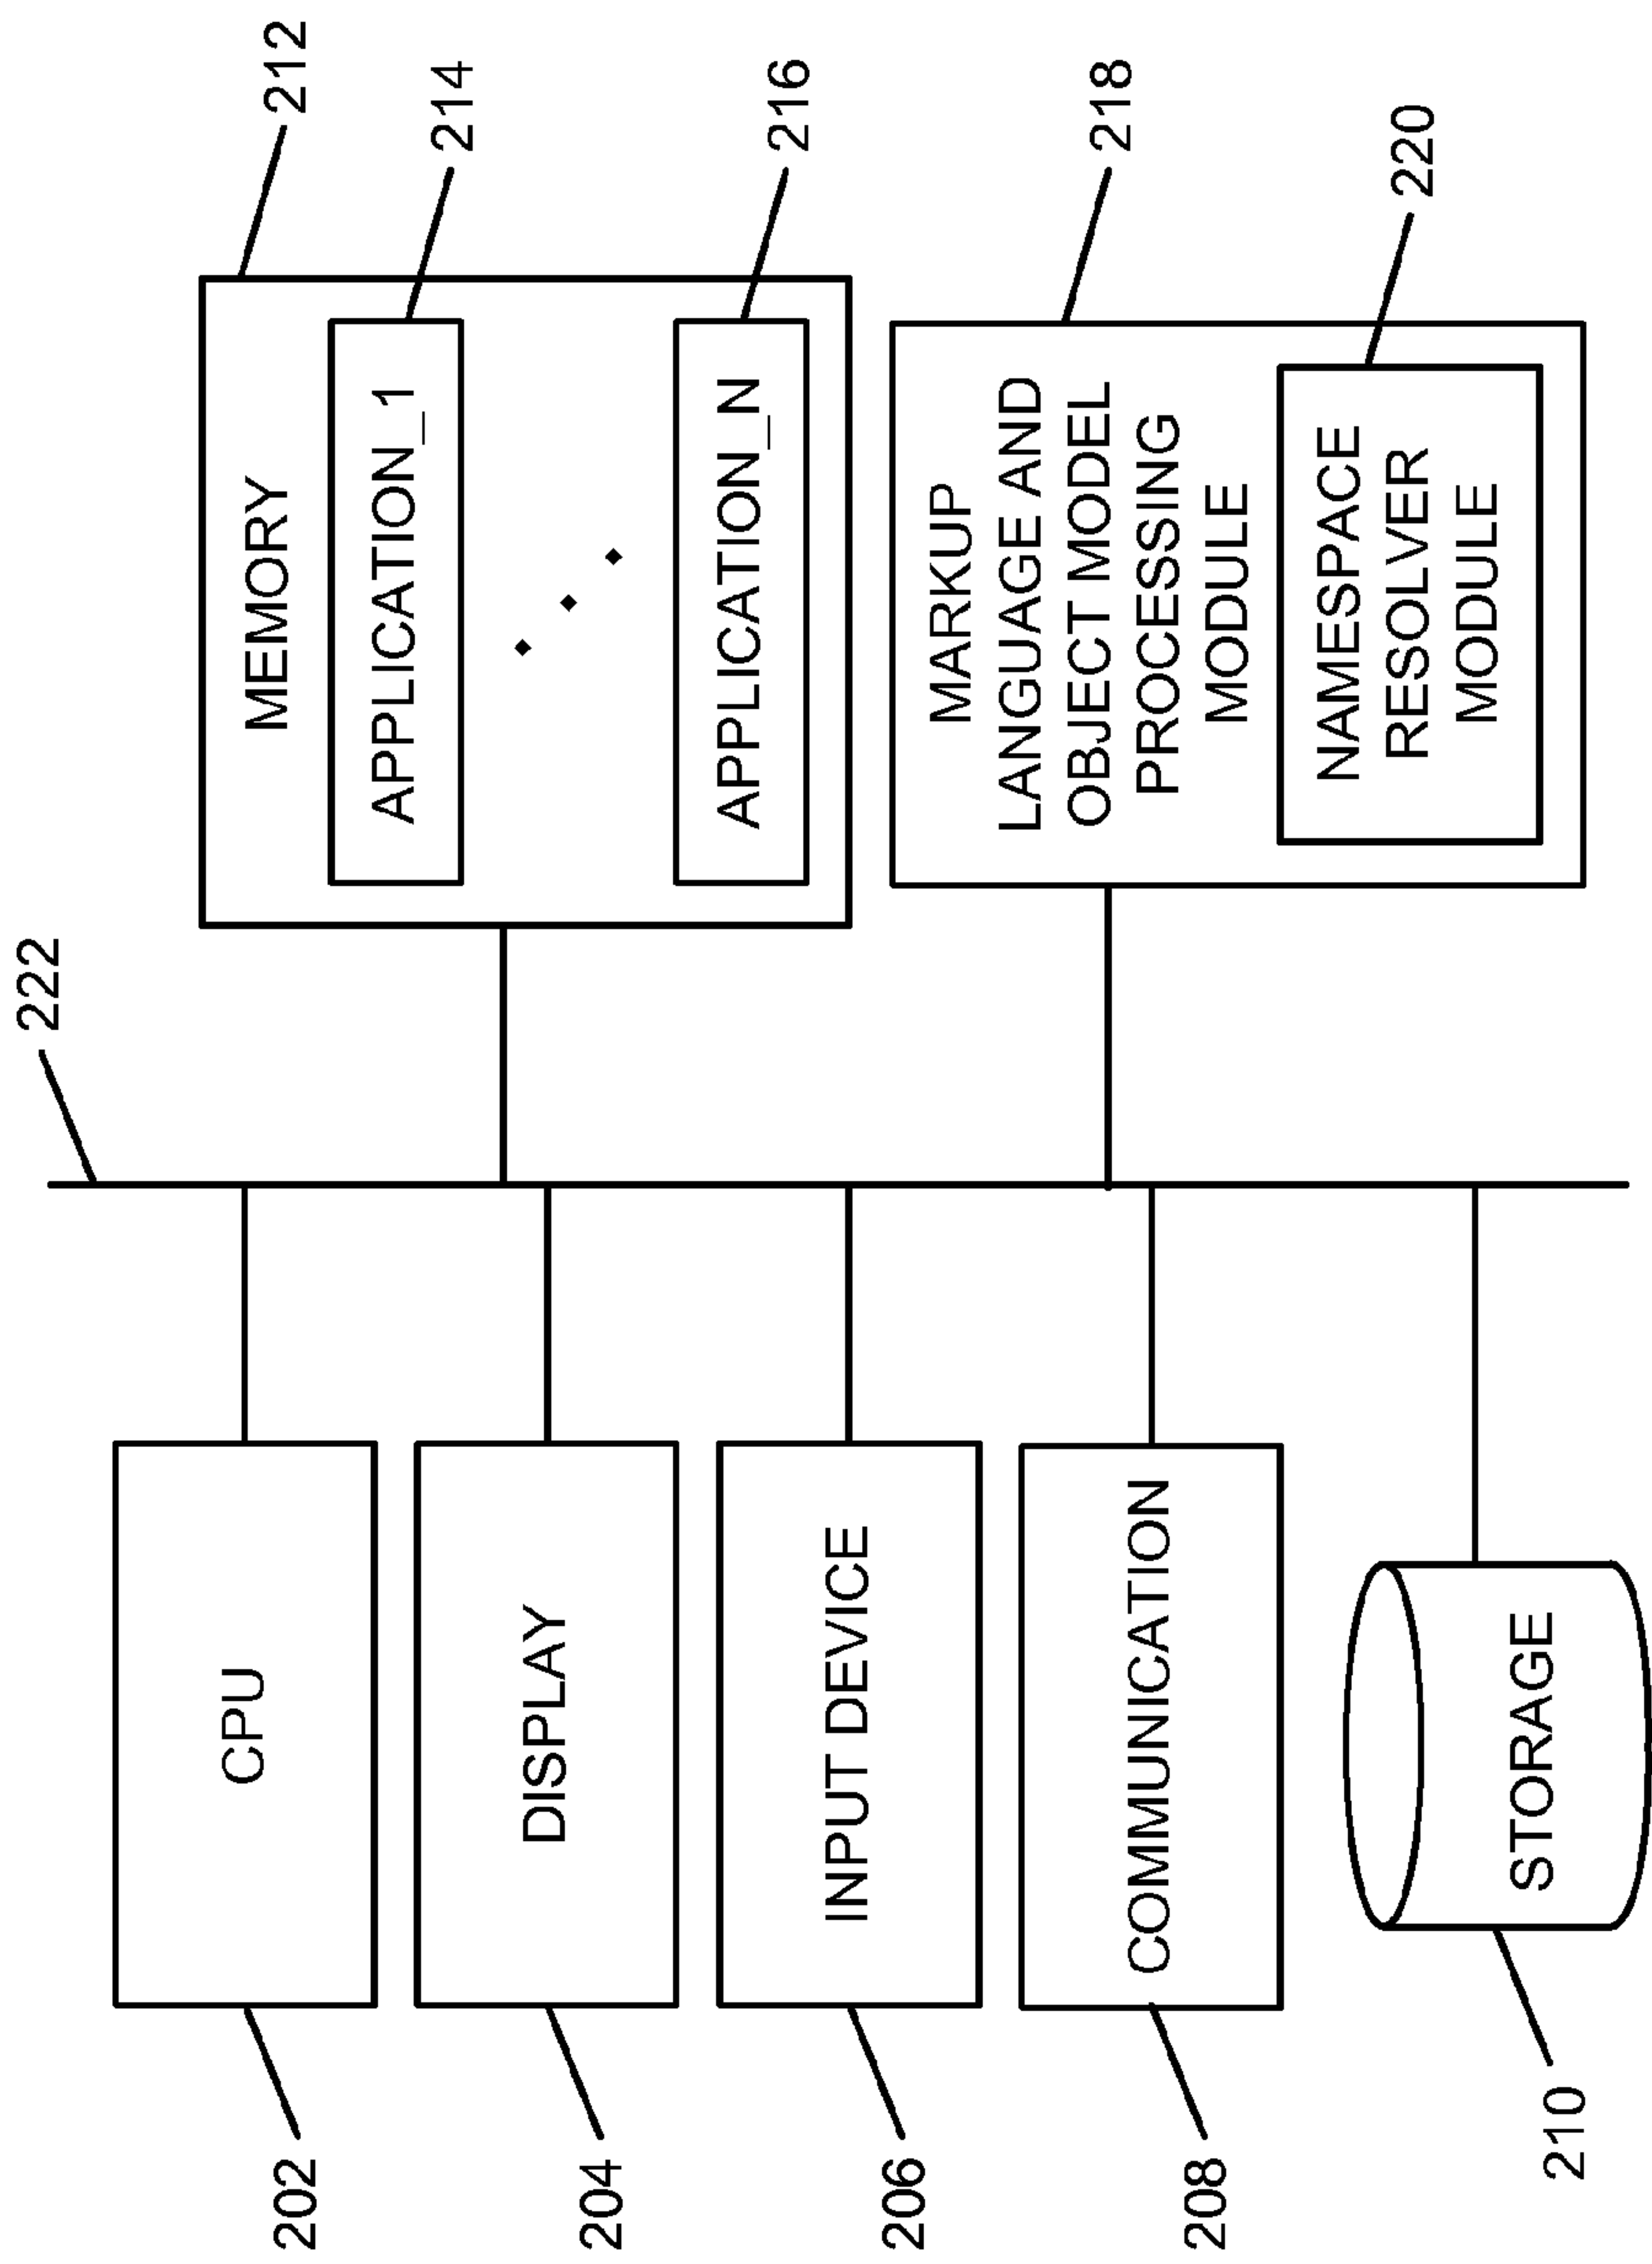 222
212
202
CPU
MEMORY
214
APPLICATION_1
204
DISPLAY
216
APPLICATION_N
206
INPUT DEVICE
218
MARKUP
LANGUAGE AND
OBJECT MODEL
PROCESSING
MODULE
208
COMMUNICATION
220
NAMESPACE
RESOLVER
MODULE
210
STORAGE